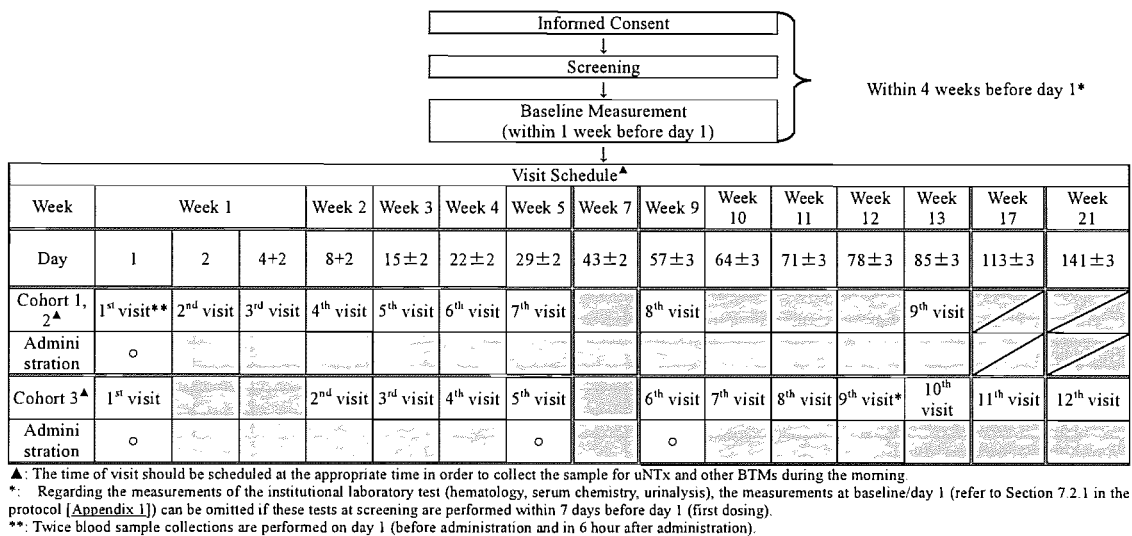 Informed Consent
↓
Screening
↓
Baseline Measurement
(within 1 week before day 1)
Within 4 weeks before day 1*
↓
Visit Schedule▲
Week Week 1 Week 2 Week 3 Week 4 Week 5 Week 7 Week 9 Week 10 Week 11 Week 12 Week 13 Week 17 Week 21
Day 1 2 4+2 8+2 15±2 22±2 29±2 43±2 57±3 64±3 71±3 78±3 85±3 113±3 141±3
Cohort 1, 2▲ 1st visit** 2nd visit 3rd visit 4th visit 5th visit 6th visit 7th visit 8th visit 9th visit
Admini stration ○
Cohort 3▲ 1st visit 2nd visit 3rd visit 4th visit 5th visit 6th visit 7th visit 8th visit 9th visit* 10th visit 11th visit 12th visit
Admini stration ○ ○ ○
▲: The time of visit should be scheduled at the appropriate time in order to collect the sample for uNTx and other BTMs during the morning.
*: Regarding the measurements of the institutional laboratory test (hematology, serum chemistry, urinalysis), the measurements at baseline/day 1 (refer to Section 7.2.1 in the
protocol [Appendix 1]) can be omitted if these tests at screening are performed within 7 days before day 1 (first dosing).
**: Twice blood sample collections are performed on day 1 (before administration and in 6 hour after administration).